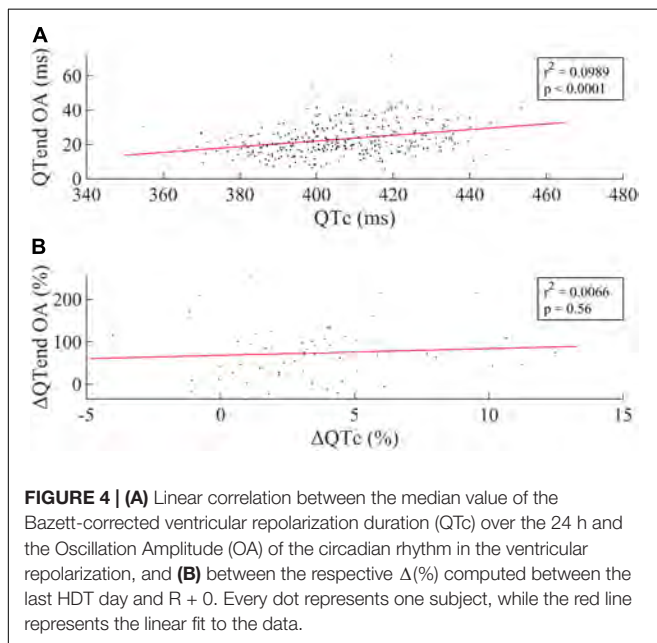 A
QTend OA (ms)
60
40
20
0
r² = 0.0989
p < 0.0001
340 360 380 400 420 440 460 480
QTc (ms)
B
ΔQTend OA (%)
200
100
0
r² = 0.0066
p = 0.56
-5 0 5 10 15
ΔQTc (%)
FIGURE 4 | (A) Linear correlation between the median value of the
Bazett-corrected ventricular repolarization duration (QTc) over the 24 h and
the Oscillation Amplitude (OA) of the circadian rhythm in the ventricular
repolarization, and (B) between the respective Δ(%) computed between the
last HDT day and R + 0. Every dot represents one subject, while the red line
represents the linear fit to the data.